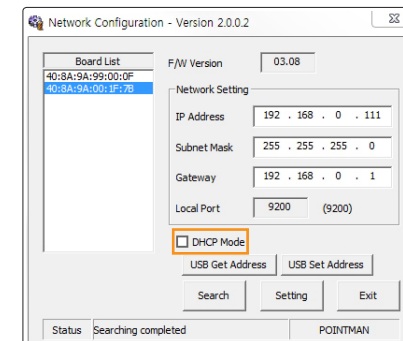 Network Configuration - Version 2.0.0.2
Board List
40:8A:9A:99:00:0F
40:8A:9A:00:1F:7B
F/W Version 03.08
Network Setting
IP Address 192 . 168 . 0 . 111
Subnet Mask 255 . 255 . 255 . 0
Gateway 192 . 168 . 0 . 1
Local Port 9200 (9200)
DHCP Mode
USB Get Address USB Set Address
Search Setting Exit
Status Searching completed POINTMAN